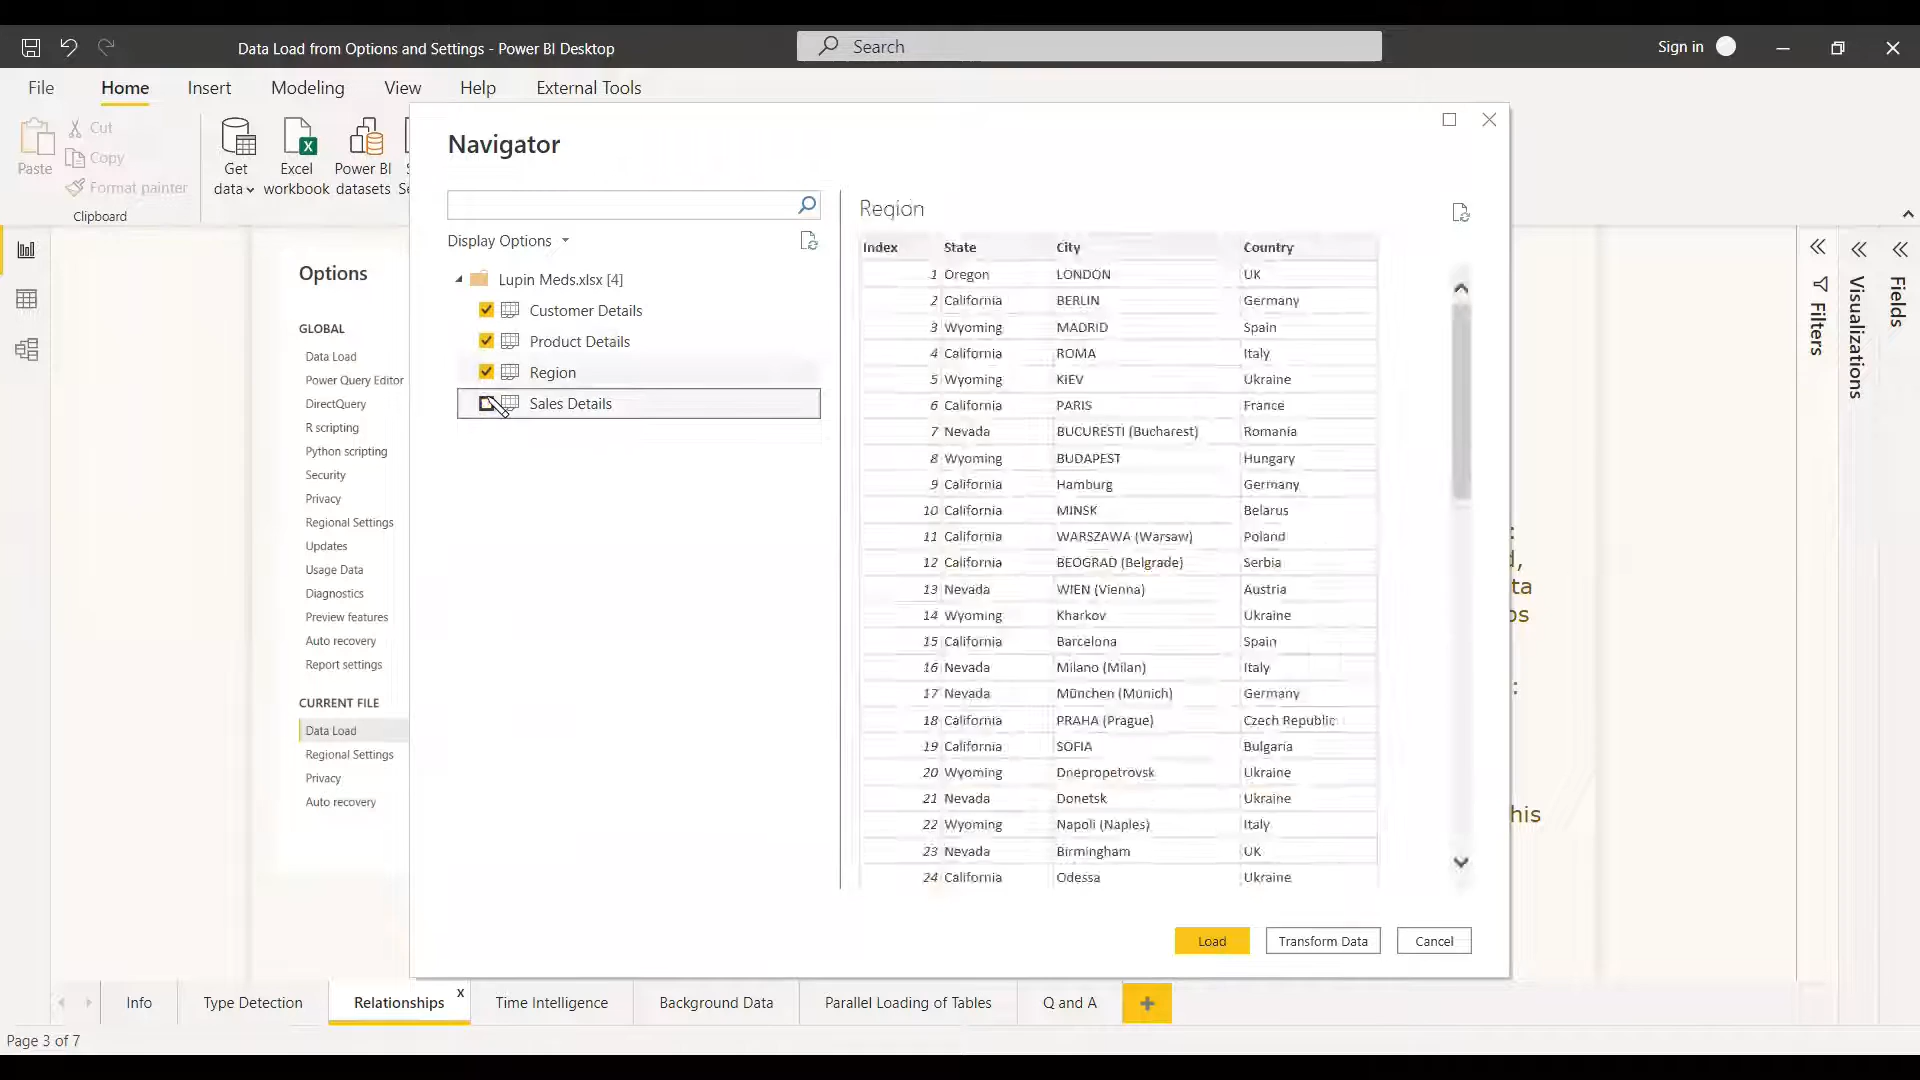 Data Load from Options and Settings - Power BI Desktop
Search
Sign in
File Home Insert Modeling View Help External Tools
Paste
Cut
Copy
Format painter
Clipboard
Get data
Excel workbook
Power BI datasets
Options
GLOBAL
Data Load
Power Query Editor
DirectQuery
R scripting
Python scripting
Security
Privacy
Regional Settings
Updates
Usage Data
Diagnostics
Preview features
Auto recovery
Report settings
CURRENT FILE
Data Load
Regional Settings
Privacy
Auto recovery
Navigator
Display Options
Lupin Meds.xlsx [4]
Customer Details
Product Details
Region
Sales Details
Region
Index State City Country
1 Oregon LONDON UK
2 California BERLIN Germany
3 Wyoming MADRID Spain
4 California ROMA Italy
5 Wyoming KiEV Ukraine
6 California PARIS France
7 Nevada BUCURESTI (Bucharest) Romania
8 Wyoming BUDAPEST Hungary
9 California Hamburg Germany
10 California MINSK Belarus
11 California WARSZAWA (Warsaw) Poland
12 California BEOGRAD (Belgrade) Serbia
13 Nevada WIEN (Vienna) Austria
14 Wyoming Kharkov Ukraine
15 California Barcelona Spain
16 Nevada Milano (Milan) Italy
17 Nevada München (Munich) Germany
18 California PRAHA (Prague) Czech Republic
19 California SOFIA Bulgaria
20 Wyoming Dnepropetrovsk Ukraine
21 Nevada Donetsk Ukraine
22 Wyoming Napoli (Naples) Italy
23 Nevada Birmingham UK
24 California Odessa Ukraine
Load Transform Data Cancel
Filters
Visualizations
Fields
Info Type Detection Relationships x Time Intelligence Background Data Parallel Loading of Tables Q and A +
Page 3 of 7